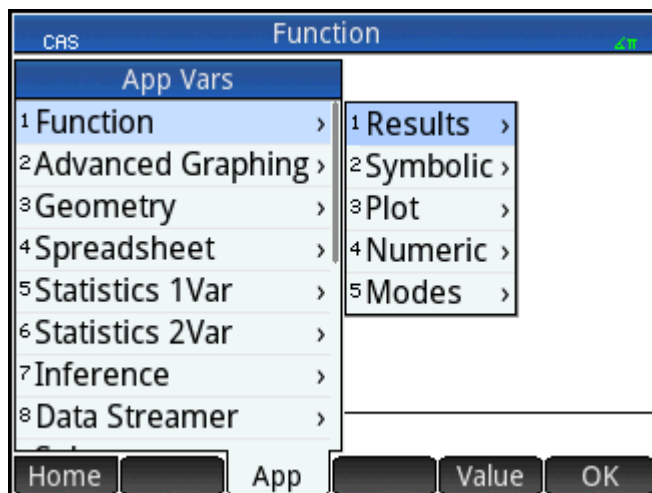 CAS Function ∡π
App Vars
1 Function ›
2 Advanced Graphing ›
3 Geometry ›
4 Spreadsheet ›
5 Statistics 1Var ›
6 Statistics 2Var ›
7 Inference ›
8 Data Streamer ›
1 Results ›
2 Symbolic ›
3 Plot ›
4 Numeric ›
5 Modes ›
Home App Value OK